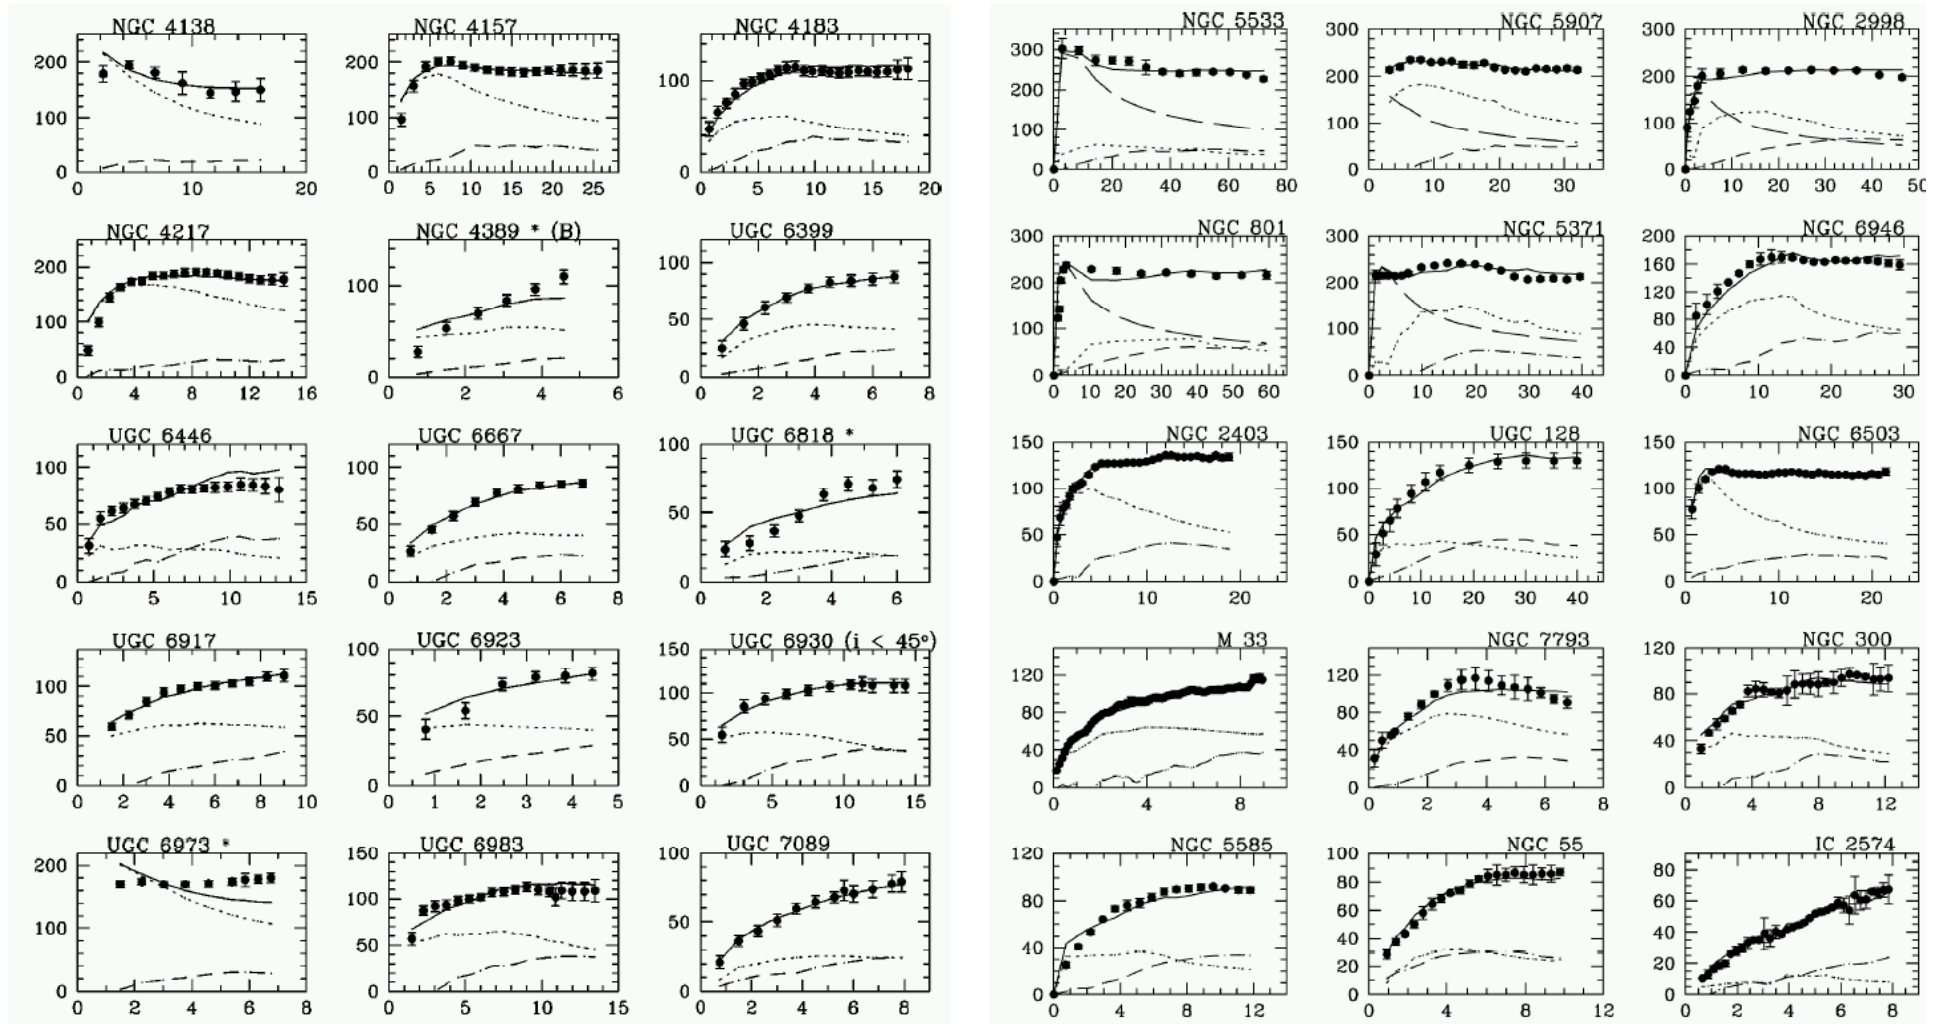 NGC 4138 NGC 4157 NGC 4183
200 100 0 0 10 20
200 100 0 0 5 10 15 20 25
100 0 0 5 10 15 20
NGC 4217 NGC 4389 * (B) UGC 6399
200 100 0 0 2 4 6 8 10 12 14 16
100 0 0 2 4 6
100 50 0 0 2 4 6 8
UGC 6446 UGC 6667 UGC 6818 *
100 50 0 0 5 10 15
100 50 0 0 2 4 6 8
100 50 0 0 2 4 6
UGC 6917 UGC 6923 UGC 6930 (i < 45°)
100 50 0 0 2 4 6 8 10
100 50 0 0 1 2 3 4 5
150 100 50 0 0 5 10 15
UGC 6973 * UGC 6983 UGC 7089
200 100 0 0 2 4 6 8
150 100 50 0 0 5 10 15
100 50 0 0 2 4 6 8
NGC 5533 NGC 5907 NGC 2998
300 200 100 0 0 20 40 60 80
300 200 100 0 0 10 20 30
300 200 100 0 0 10 20 30 40 50
NGC 801 NGC 5371 NGC 6946
300 200 100 0 0 10 20 30 40 50 60
300 200 100 0 0 10 20 30 40
200 160 120 80 40 0 0 10 20 30
NGC 2403 UGC 128 NGC 6503
150 100 50 0 0 10 20
150 100 50 0 0 10 20 30 40
150 100 50 0 0 10 20
M 33 NGC 7793 NGC 300
120 80 40 0 0 4 8
120 80 40 0 0 2 4 6 8
120 80 40 0 0 4 8 12
NGC 5585 NGC 55 IC 2574
120 80 40 0 0 4 8 12
100 80 60 40 20 0 0 4 8 12
80 60 40 20 0 0 2 4 6 8